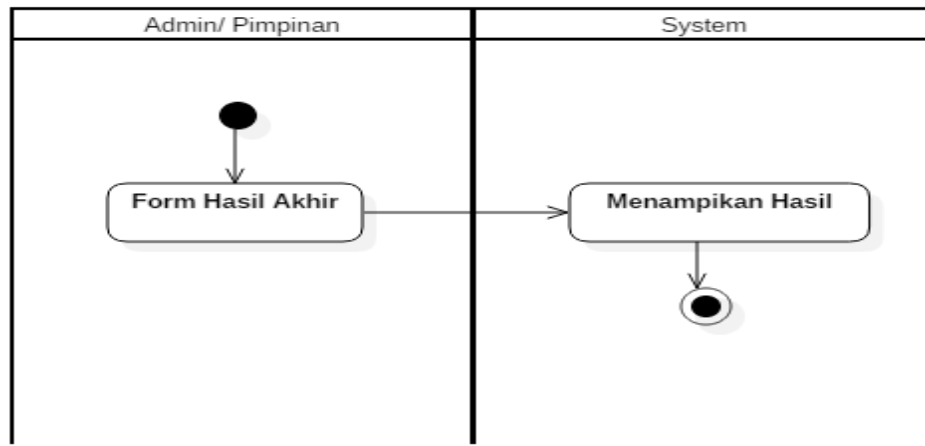 Admin/ Pimpinan
System
Form Hasil Akhir
Menampikan Hasil